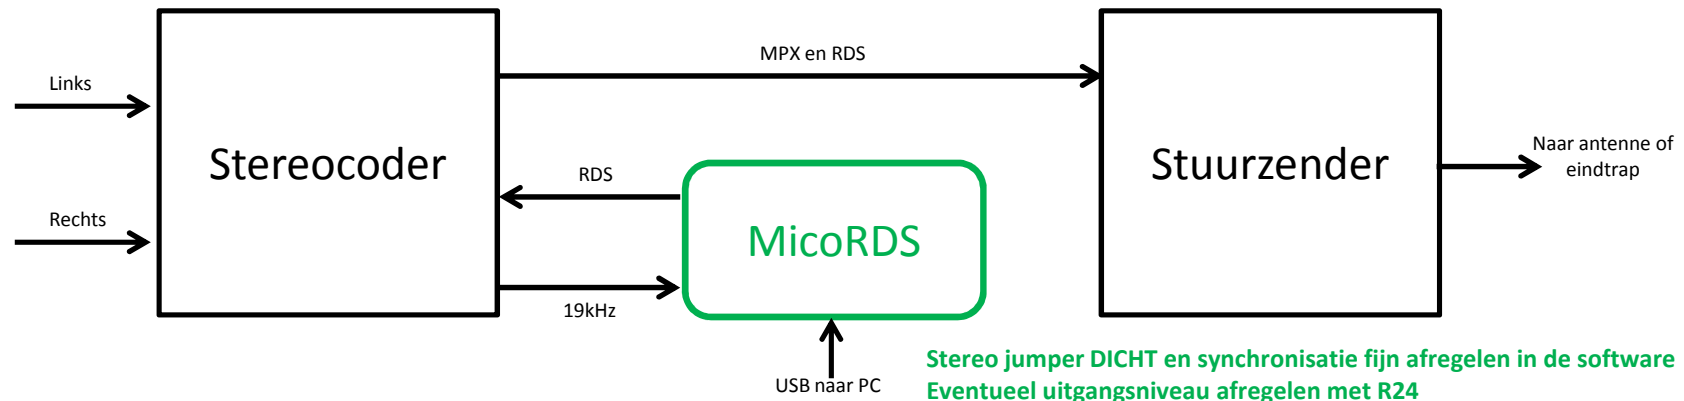 MPX en RDS
Links
Stereocoder
Stuurzender
Naar antenne of
eindtrap
RDS
Rechts
MicoRDS
19kHz
USB naar PC
Stereo jumper DICHT en synchronisatie fijn afregelen in de software
Eventueel uitgangsniveau afregelen met R24